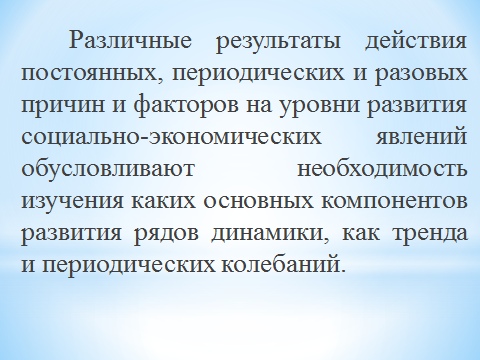 Различные результаты действия
постоянных, периодических и разовых
причин и факторов на уровни развития
социально-экономических явлений
обусловливают необходимость
изучения каких основных компонентов
развития рядов динамики, как тренда
и периодических колебаний.